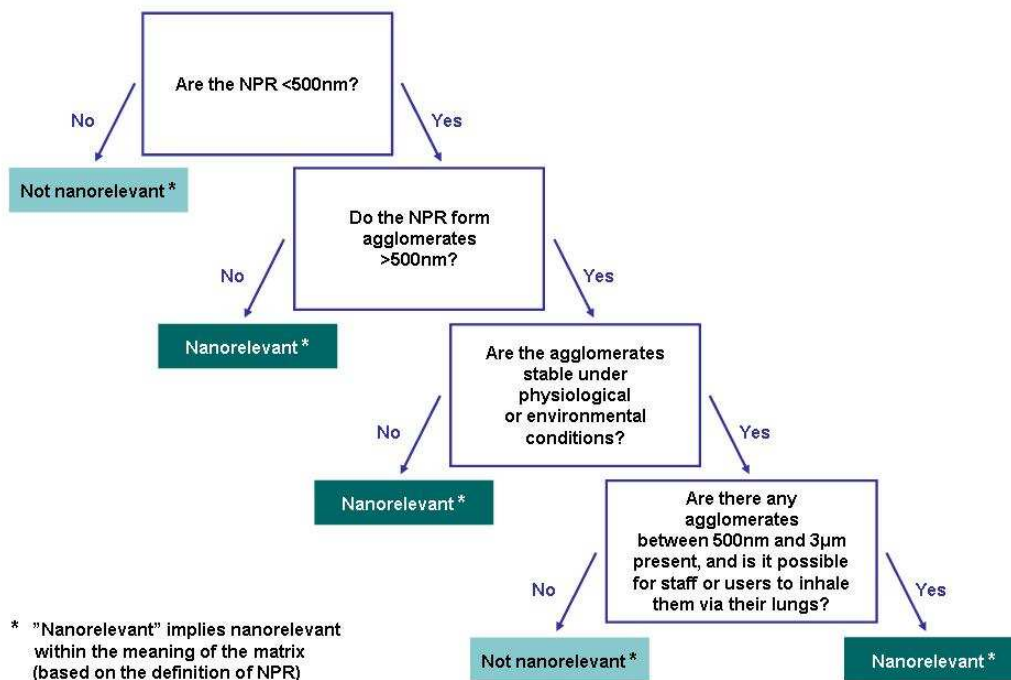 Are the NPR <500nm?
No
Yes
Not nanorelevant *
Do the NPR form
agglomerates
>500nm?
No
Yes
Nanorelevant *
Are the agglomerates
stable under
physiological
or environmental
conditions?
No
Yes
Nanorelevant *
Are there any
agglomerates
between 500nm and 3µm
present, and is it possible
for staff or users to inhale
them via their lungs?
No
Yes
Not nanorelevant *
Nanorelevant *
* ”Nanorelevant” implies nanorelevant
within the meaning of the matrix
(based on the definition of NPR)